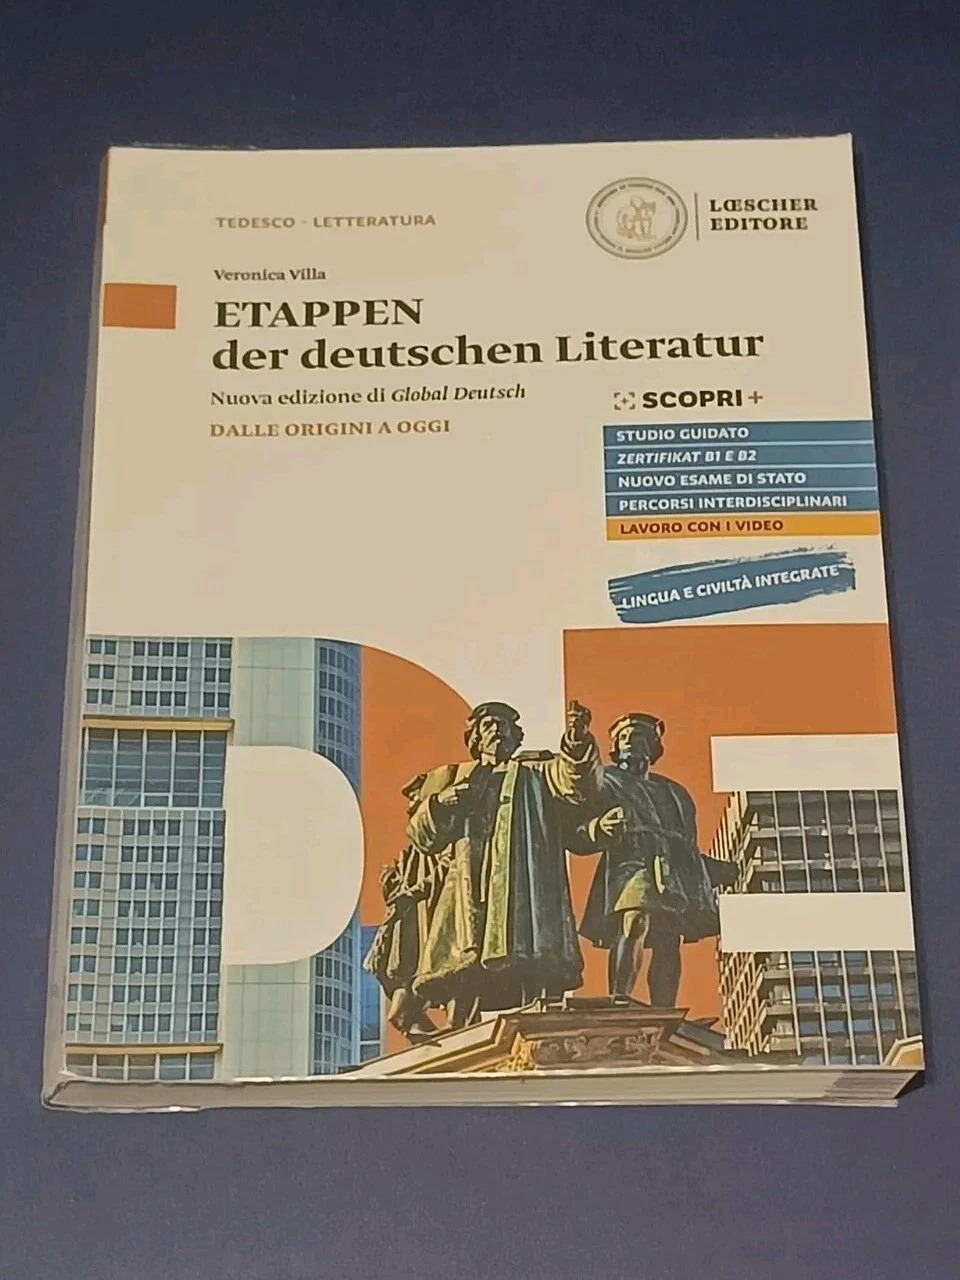 TEDESCO - LETTERATURA
LŒSCHER
EDITORE
Veronica Villa
ETAPPEN
der deutschen Literatur
Nuova edizione di Global Deutsch
DALLE ORIGINI A OGGI
SCOPRI+
STUDIO GUIDATO
ZERTIFIKAT B1 E B2
NUOVO ESAME DI STATO
PERCORSI INTERDISCIPLINARI
LAVORO CON I VIDEO
LINGUA E CIVILTÀ INTEGRATE
DE